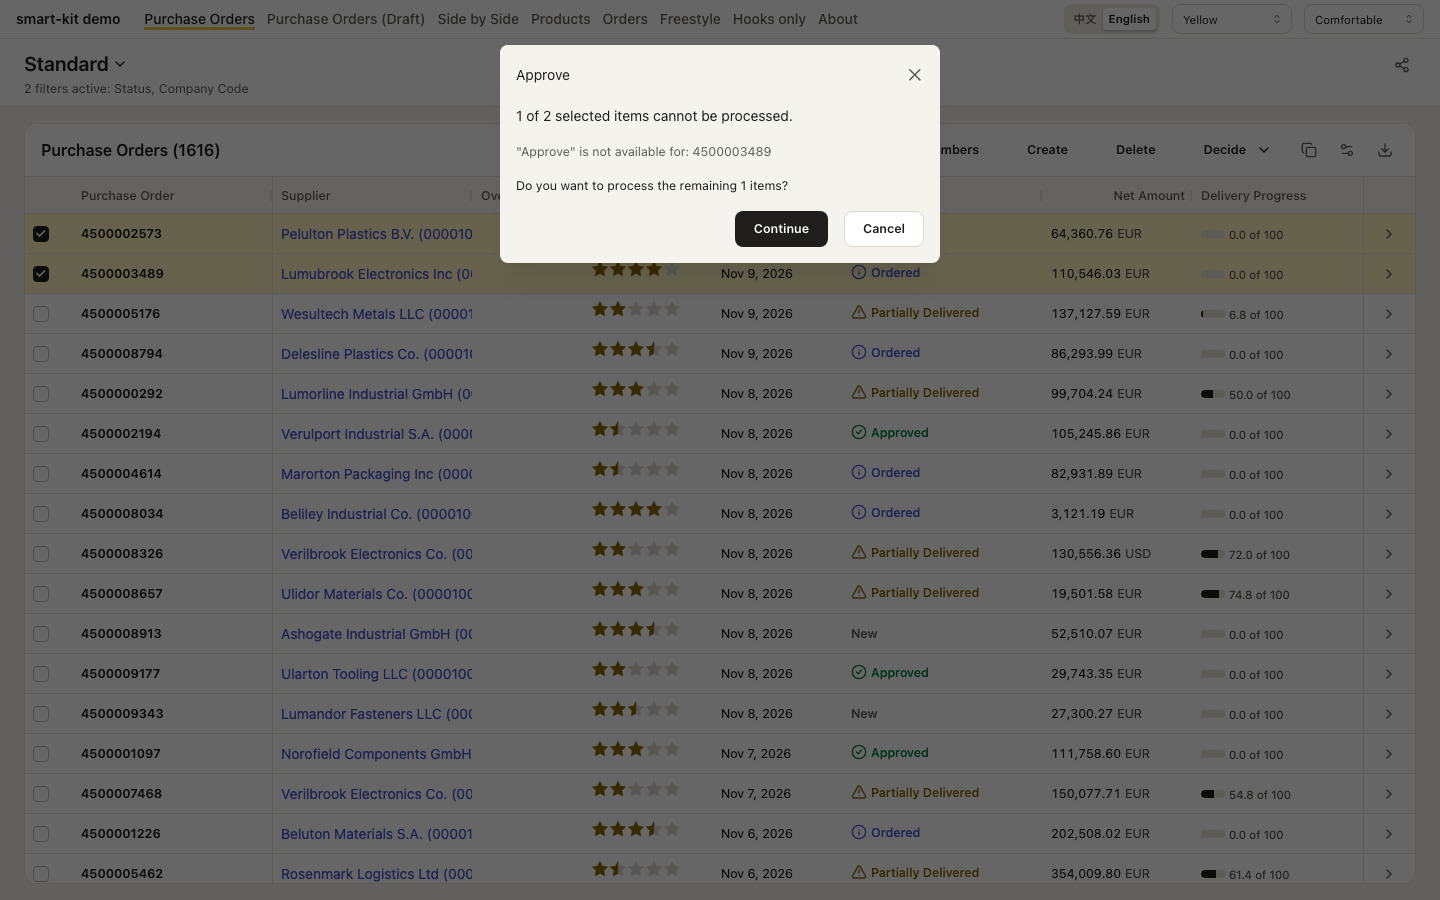 smart-kit demo Purchase Orders Purchase Orders (Draft) Side by Side Products Orders Freestyle Hooks only About 中文 English Yellow Comfortable
Standard
2 filters active: Status, Company Code
Approve
1 of 2 selected items cannot be processed.
"Approve" is not available for: 4500003489
Do you want to process the remaining 1 items?
Continue Cancel
Purchase Orders (1616) mbers Create Delete Decide
Purchase Order Supplier Ove Net Amount Delivery Progress
4500002573 Pelulton Plastics B.V. (000010 64,360.76 EUR 0.0 of 100
4500003489 Lumubrook Electronics Inc (0 Nov 9, 2026 Ordered 110,546.03 EUR 0.0 of 100
4500005176 Wesultech Metals LLC (00001 Nov 9, 2026 Partially Delivered 137,127.59 EUR 6.8 of 100
4500008794 Delesline Plastics Co. (000010 Nov 9, 2026 Ordered 86,293.99 EUR 0.0 of 100
4500000292 Lumorline Industrial GmbH (0 Nov 8, 2026 Partially Delivered 99,704.24 EUR 50.0 of 100
4500002194 Verulport Industrial S.A. (000 Nov 8, 2026 Approved 105,245.86 EUR 0.0 of 100
4500004614 Marorton Packaging Inc (000 Nov 8, 2026 Ordered 82,931.89 EUR 0.0 of 100
4500008034 Beliley Industrial Co. (000010 Nov 8, 2026 Ordered 3,121.19 EUR 0.0 of 100
4500008326 Verilbrook Electronics Co. (00 Nov 8, 2026 Partially Delivered 130,556.36 USD 72.0 of 100
4500008657 Ulidor Materials Co. (0000100 Nov 8, 2026 Partially Delivered 19,501.58 EUR 74.8 of 100
4500008913 Ashogate Industrial GmbH (00 Nov 8, 2026 New 52,510.07 EUR 0.0 of 100
4500009177 Ularton Tooling LLC (0000100 Nov 8, 2026 Approved 29,743.35 EUR 0.0 of 100
4500009343 Lumandor Fasteners LLC (000 Nov 8, 2026 New 27,300.27 EUR 0.0 of 100
4500001097 Norofield Components GmbH Nov 7, 2026 Approved 111,758.60 EUR 0.0 of 100
4500007468 Verilbrook Electronics Co. (00 Nov 7, 2026 Partially Delivered 150,077.71 EUR 54.8 of 100
4500001226 Beluton Materials S.A. (00001 Nov 6, 2026 Ordered 202,508.02 EUR 0.0 of 100
4500005462 Rosenmark Logistics Ltd (000 Nov 6, 2026 Partially Delivered 354,009.80 EUR 61.4 of 100